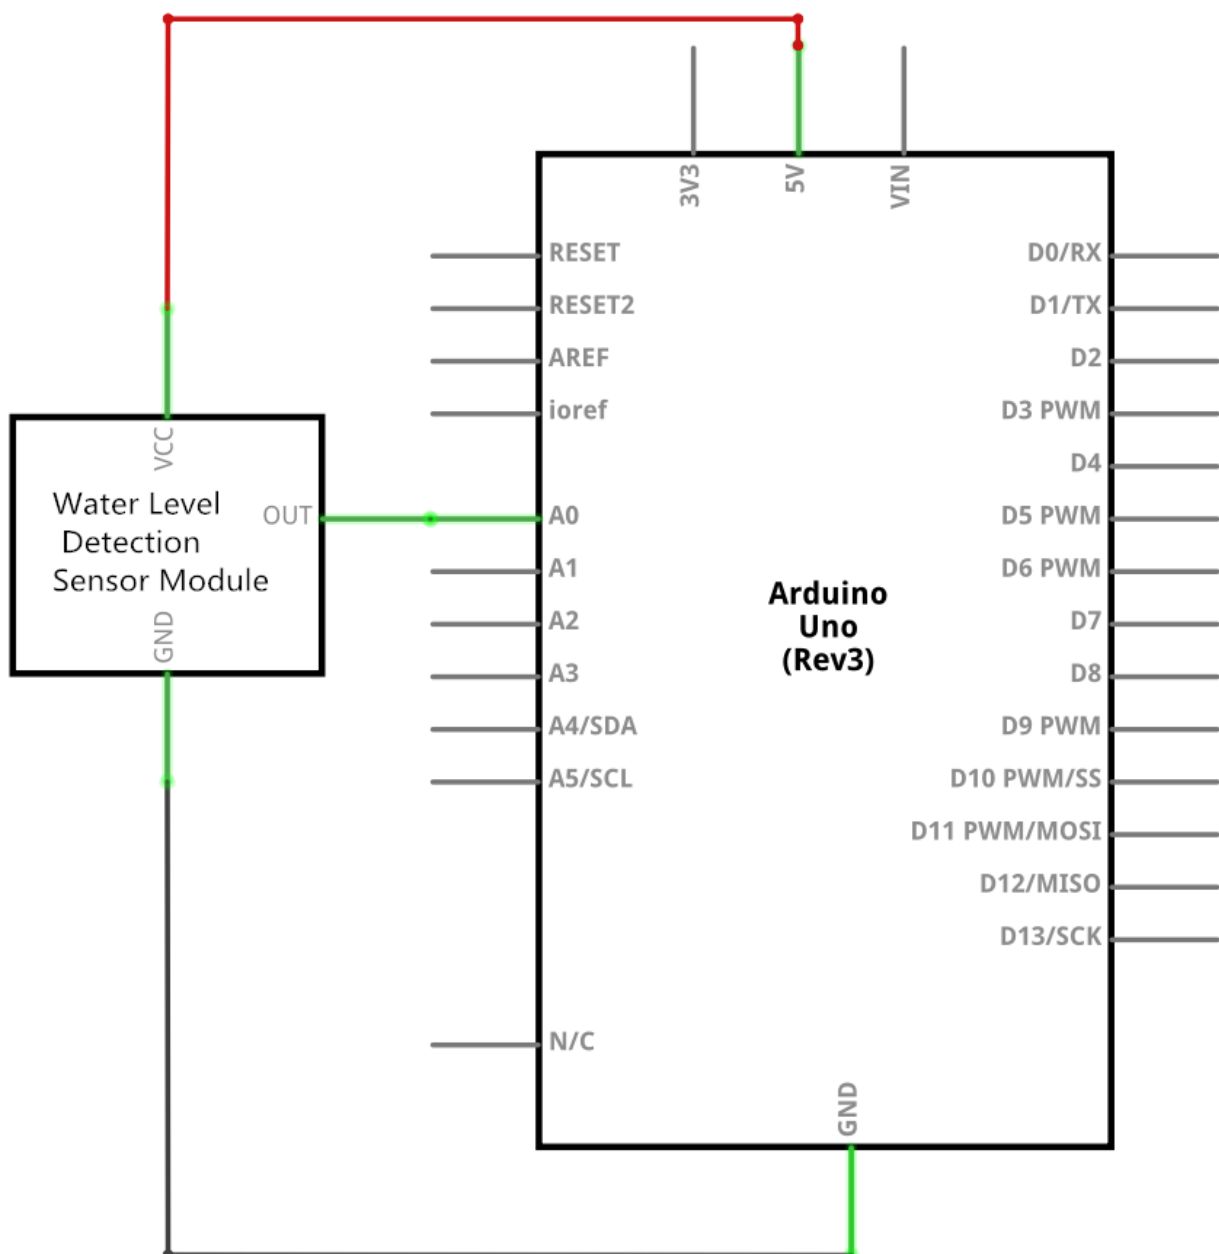 3V3
5V
VIN
RESET
RESET2
AREF
ioref
A0
A1
A2
A3
A4/SDA
A5/SCL
N/C
D0/RX
D1/TX
D2
D3 PWM
D4
D5 PWM
D6 PWM
D7
D8
D9 PWM
D10 PWM/SS
D11 PWM/MOSI
D12/MISO
D13/SCK
GND
Arduino
Uno
(Rev3)
VCC
Water Level
Detection
Sensor Module
OUT
GND